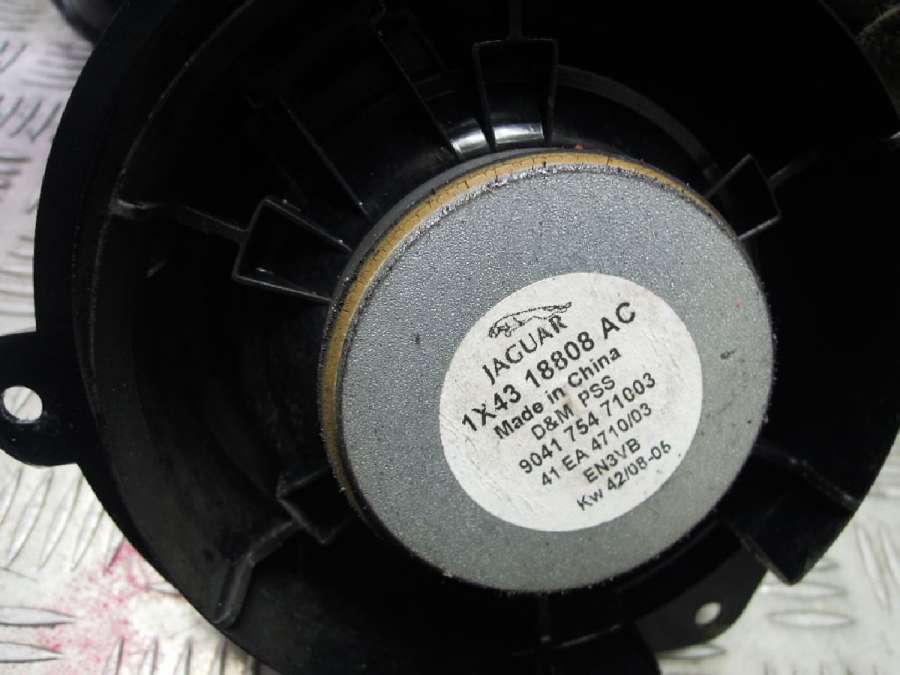 JAGUAR
1X43 18808 AC
Made in China
D&M PSS
9041 754 71003
41 EA 4710/03
EN3VB
Kw 42/08-06